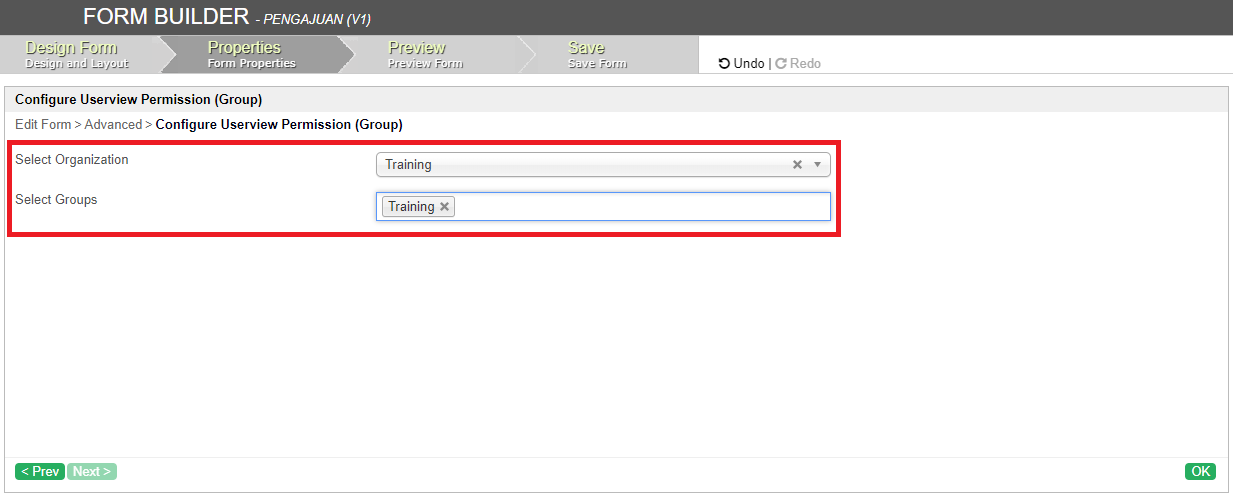 FORM BUILDER - PENGAJUAN (V1)
Design Form
Design and Layout
Properties
Form Properties
Preview
Preview Form
Save
Save Form
Undo | Redo
Configure Userview Permission (Group)
Edit Form > Advanced > Configure Userview Permission (Group)
Select Organization
Training
Select Groups
Training
< Prev
Next >
OK